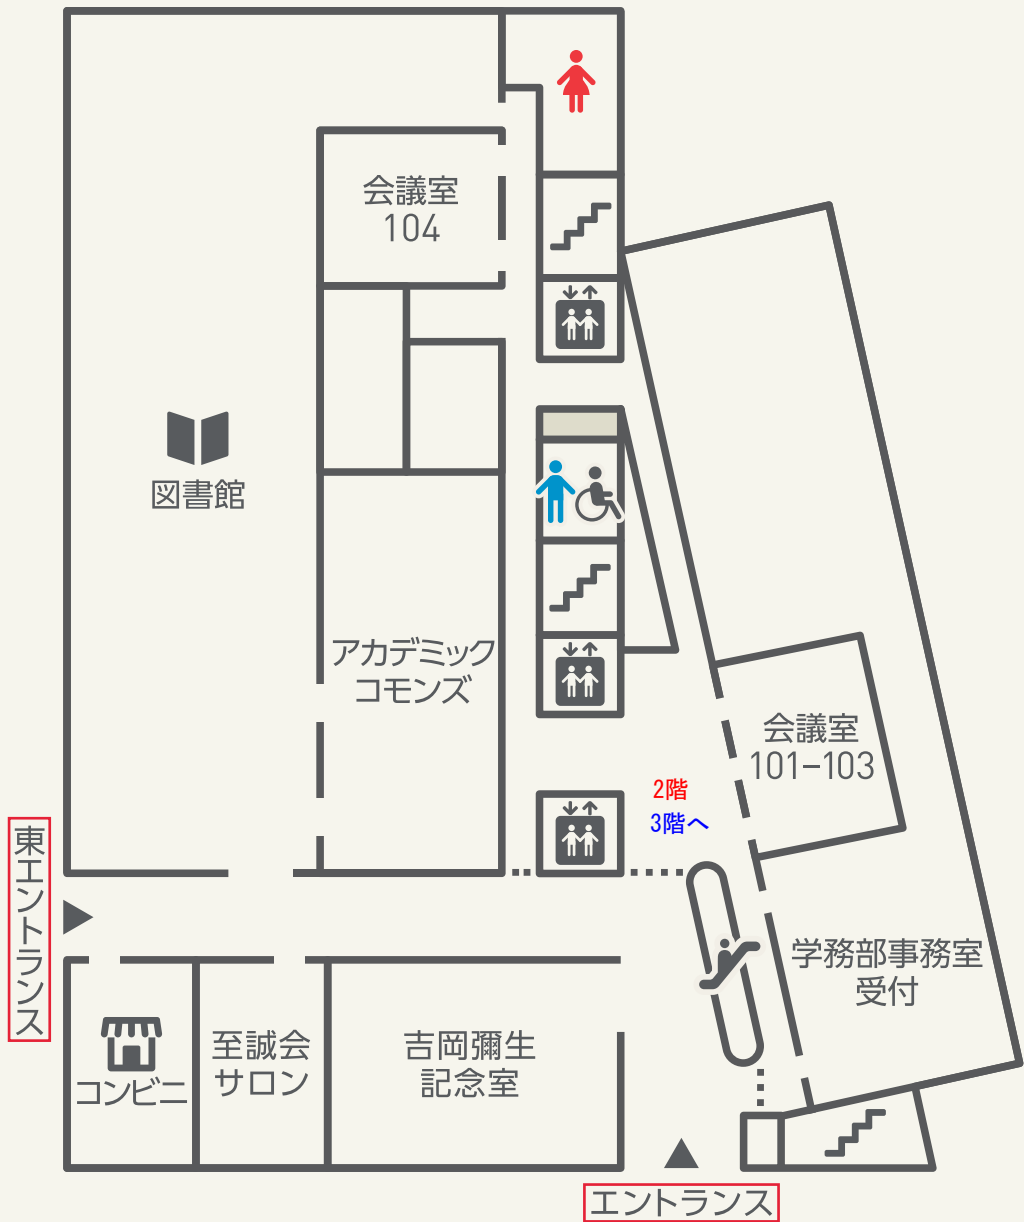 会議室
104
図書館
アカデミック
コモンズ
会議室
101-103
2階
3階へ
東エントランス
学務部事務室
受付
コンビニ
至誠会
サロン
吉岡彌生
記念室
エントランス